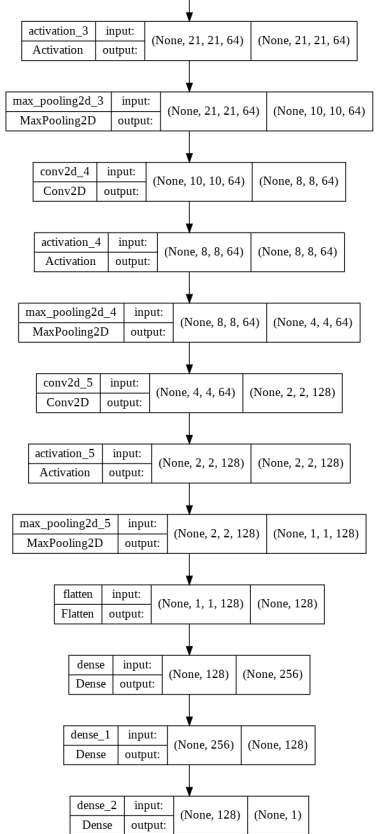 activation_3 input: (None, 21, 21, 64) (None, 21, 21, 64)
Activation output:
max_pooling2d_3 input: (None, 21, 21, 64) (None, 10, 10, 64)
MaxPooling2D output:
conv2d_4 input: (None, 10, 10, 64) (None, 8, 8, 64)
Conv2D output:
activation_4 input: (None, 8, 8, 64) (None, 8, 8, 64)
Activation output:
max_pooling2d_4 input: (None, 8, 8, 64) (None, 4, 4, 64)
MaxPooling2D output:
conv2d_5 input: (None, 4, 4, 64) (None, 2, 2, 128)
Conv2D output:
activation_5 input: (None, 2, 2, 128) (None, 2, 2, 128)
Activation output:
max_pooling2d_5 input: (None, 2, 2, 128) (None, 1, 1, 128)
MaxPooling2D output:
flatten input: (None, 1, 1, 128) (None, 128)
Flatten output:
dense input: (None, 128) (None, 256)
Dense output:
dense_1 input: (None, 256) (None, 128)
Dense output:
dense_2 input: (None, 128) (None, 1)
Dense output: